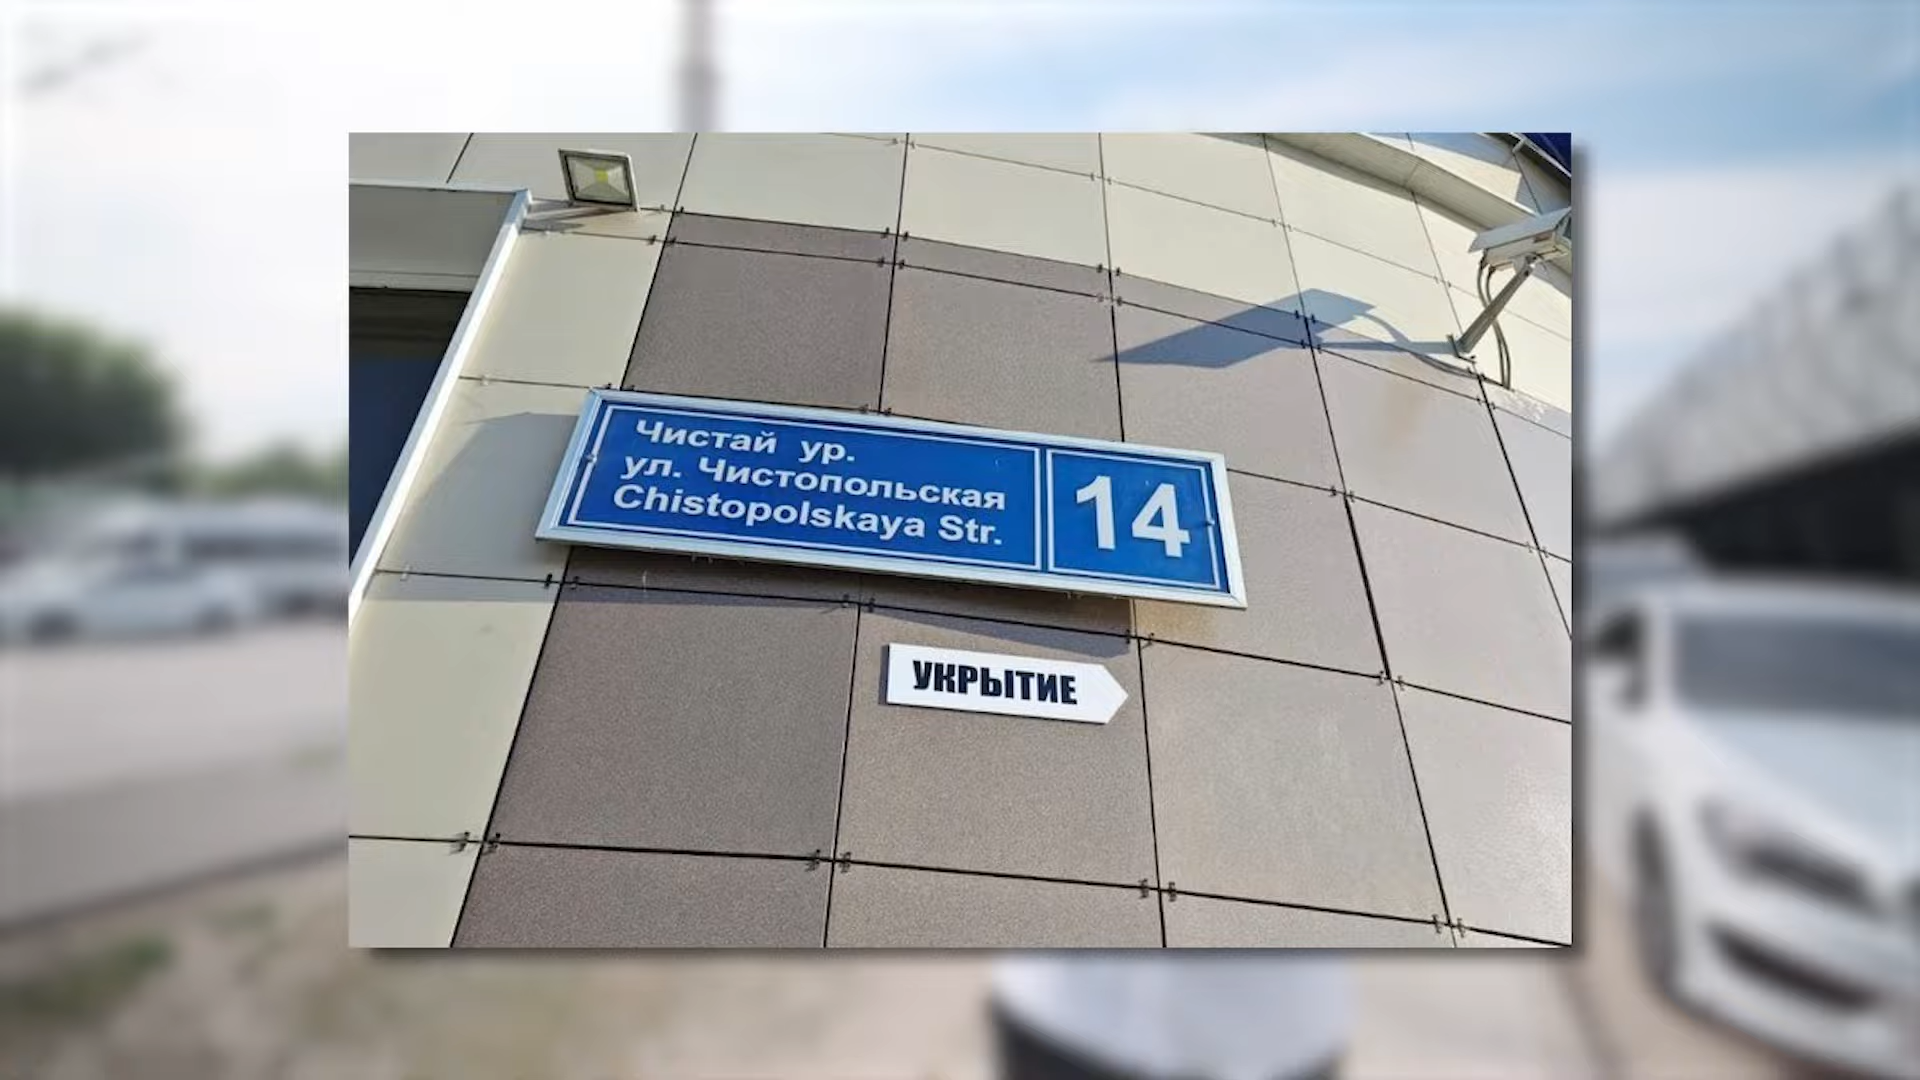 Чистай ур.
ул. Чистопольская
Chistopolskaya Str.
14
УКРЫТИЕ